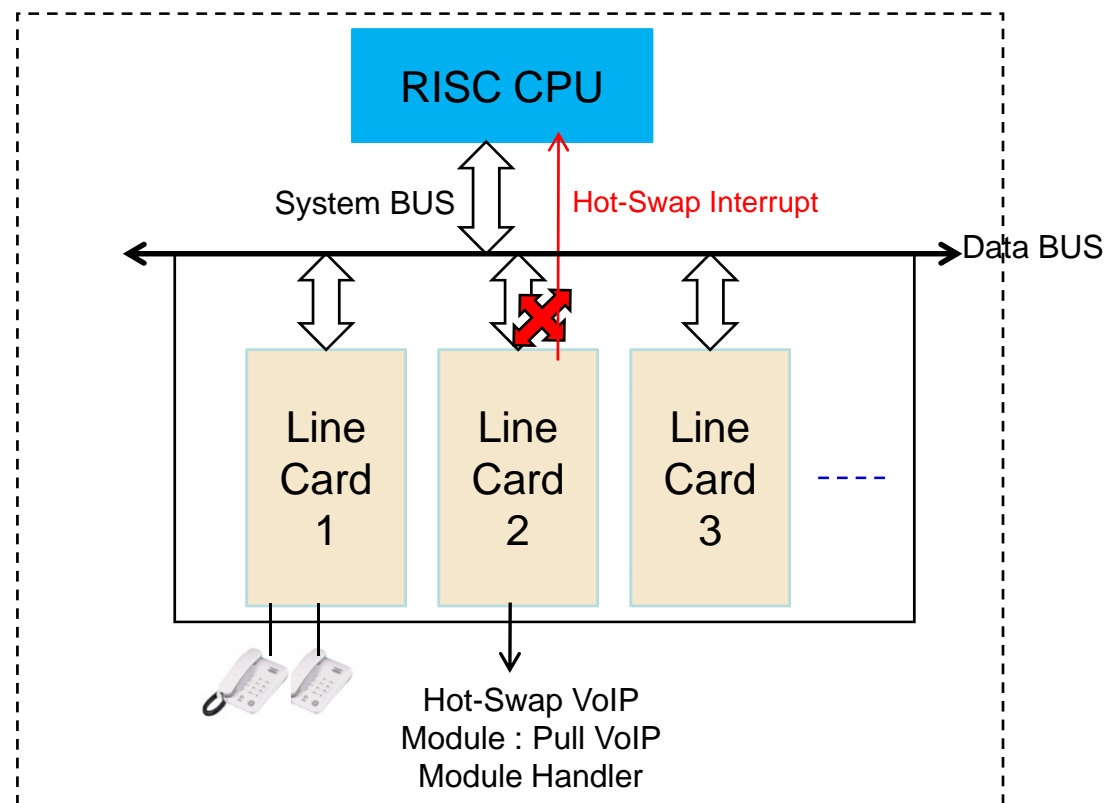 RISC CPU
System BUS
Hot-Swap Interrupt
Data BUS
Line
Card
1
Line
Card
2
Line
Card
3
Hot-Swap VoIP
Module : Pull VoIP
Module Handler